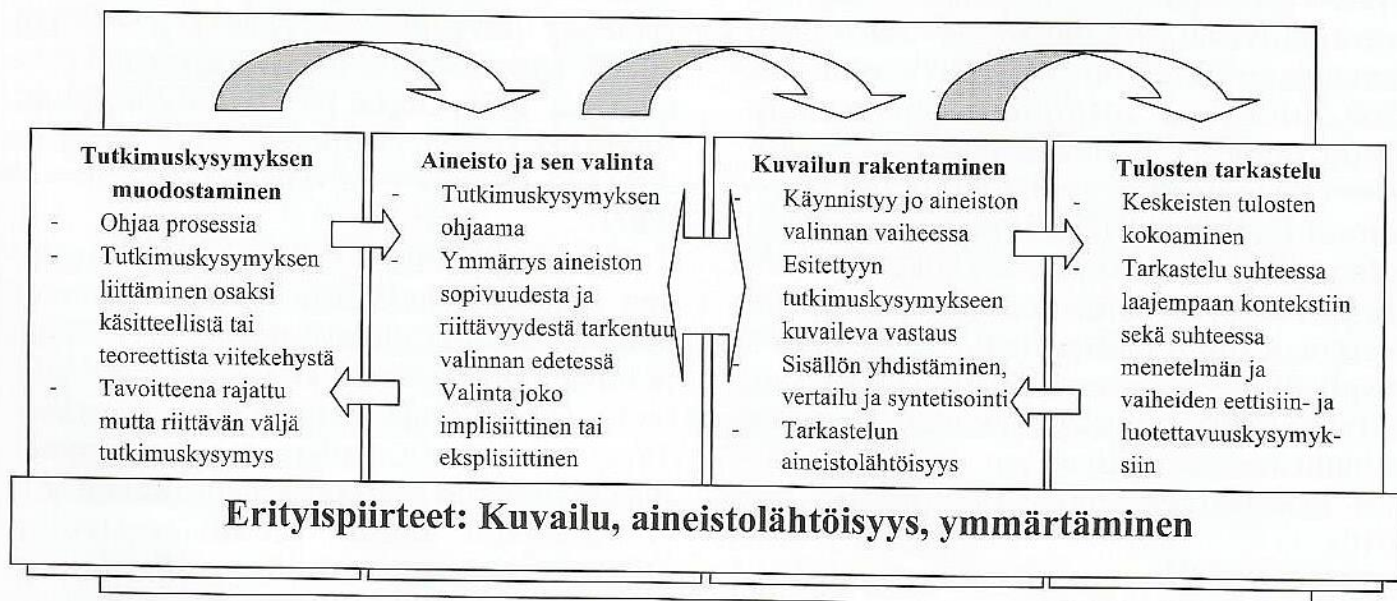 Tutkimuskysymyksen
muodostaminen
- Ohjaa prosessia
- Tutkimuskysymyksen
liittäminen osaksi
käsitteellistä tai
teoreettista viitekehystä
- Tavoitteena rajattu
mutta riittävän väljä
tutkimuskysymys
Aineisto ja sen valinta
- Tutkimuskysymyksen
ohjaama
- Ymmärrys aineiston
sopivuudesta ja
riittävyydestä tarkentuu
valinnan edetessä
- Valinta joko
implisiittinen tai
eksplisiittinen
Kuvailun rakentaminen
- Käynnistyy jo aineiston
valinnan vaiheessa
- Esitettyyn
tutkimuskysymykseen
kuvaileva vastaus
- Sisällön yhdistäminen,
vertailu ja syntetisointi
- Tarkastelun
aineistolähtöisyys
Tulosten tarkastelu
- Keskeisten tulosten
kokoaminen
- Tarkastelu suhteessa
laajempaan kontekstiin
sekä suhteessa
menetelmän ja
vaiheiden eettisiin- ja
luotettavuuskysymyk-
siin
Erityispiirteet: Kuvailu, aineistolähtöisyys, ymmärtäminen